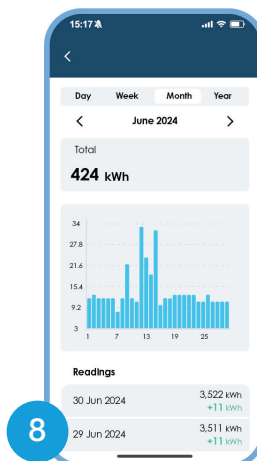 15:17
Day Week Month Year
June 2024
Total
424 kWh
34
27.8
21.6
15.4
9.2
3
1 7 13 19 25
Readings
30 Jun 2024 3,522 kWh
+11 kWh
29 Jun 2024 3,511 kWh
+11 kWh
8